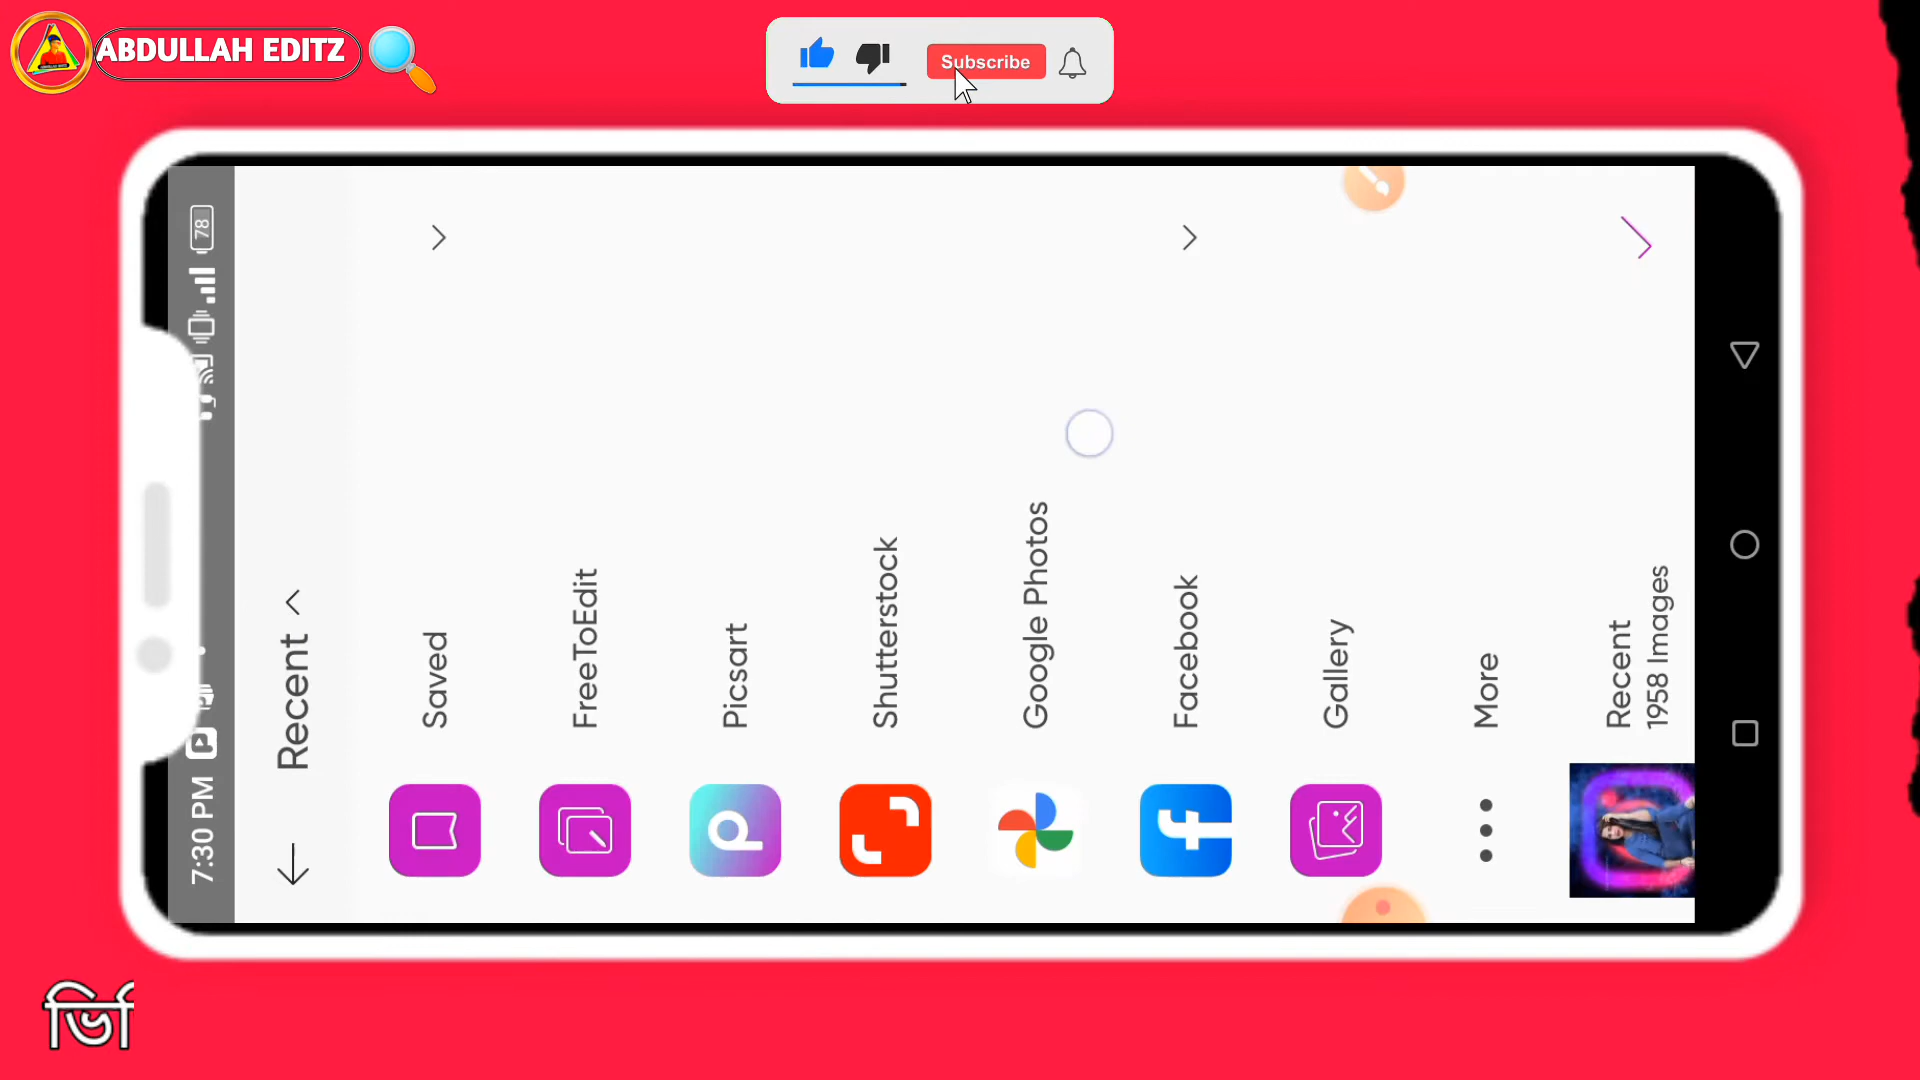 ABDULLAH EDITZ
Subscribe
7:30 PM
78
Recent
Saved
FreeToEdit
Picsart
Shutterstock
Google Photos
Facebook
Gallery
More
Recent
1958 Images